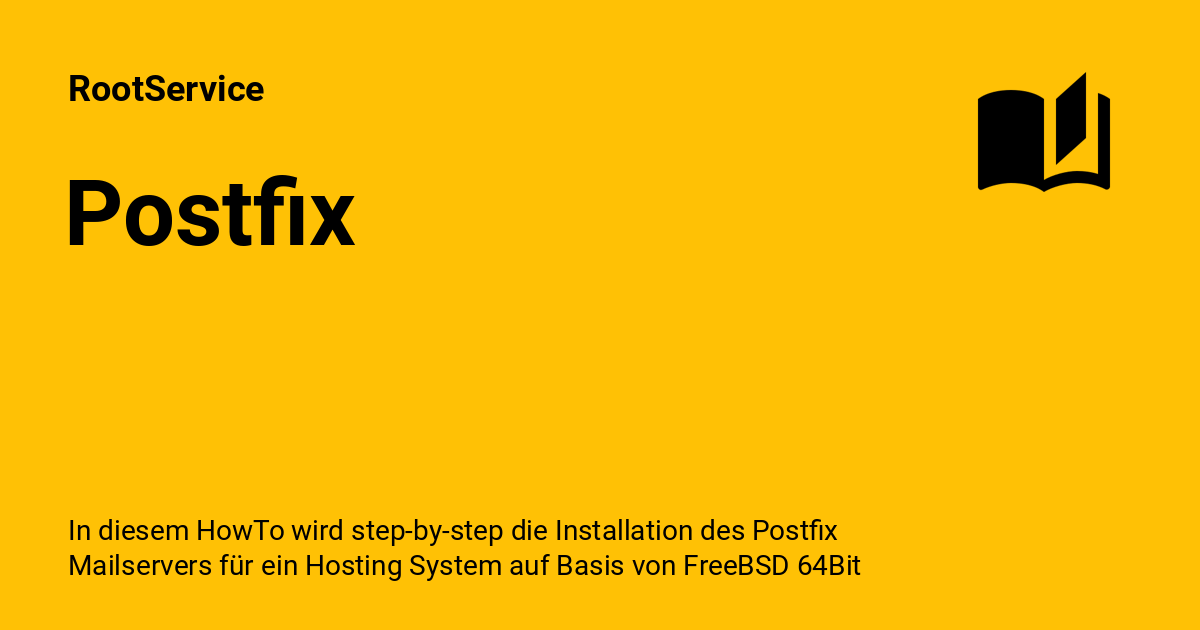 RootService
Postfix
In diesem HowTo wird step-by-step die Installation des Postfix
Mailservers für ein Hosting System auf Basis von FreeBSD 64Bit